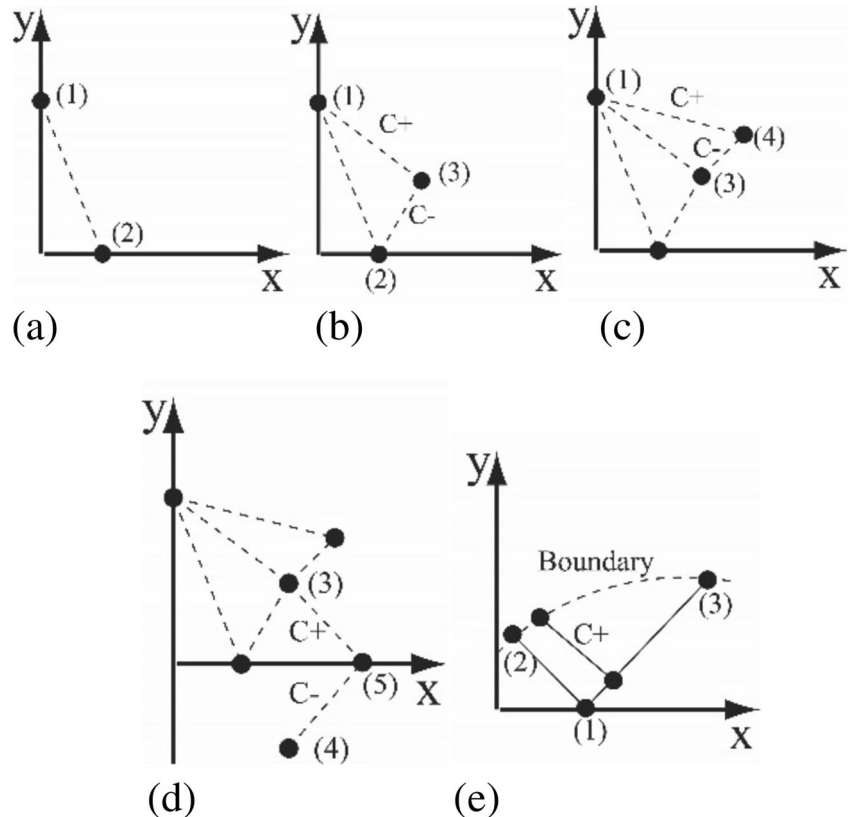 y
(1)
(2)
x
(a)
y
(1)
C+
(3)
C-
(2)
x
(b)
y
(1)
C+
C-
(4)
(3)
x
(c)
y
(3)
C+
x
C-
(5)
(4)
(d)
y
Boundary
(2)
C+
(3)
(1)
x
(e)